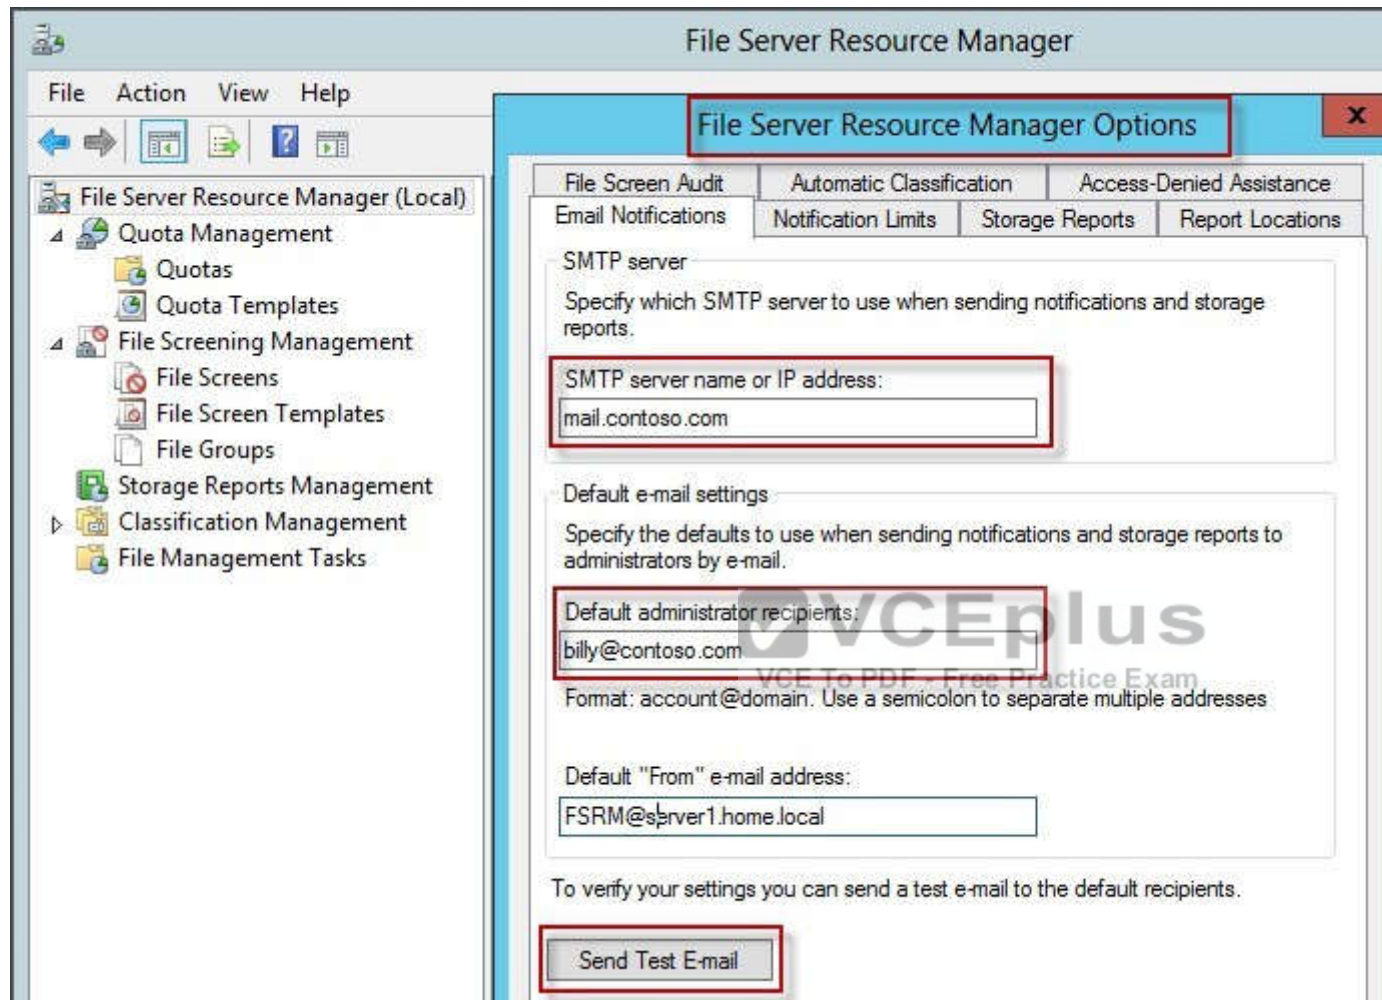 File Server Resource Manager
File Action View Help
File Server Resource Manager (Local)
Quota Management
Quotas
Quota Templates
File Screening Management
File Screens
File Screen Templates
File Groups
Storage Reports Management
Classification Management
File Management Tasks
File Server Resource Manager Options
x
File Screen Audit Automatic Classification Access-Denied Assistance
Email Notifications Notification Limits Storage Reports Report Locations
SMTP server
Specify which SMTP server to use when sending notifications and storage
reports.
SMTP server name or IP address:
mail.contoso.com
Default e-mail settings
Specify the defaults to use when sending notifications and storage reports to
administrators by e-mail.
Default administrator recipients:
billy@contoso.com
VCEplus
VCE To PDF - Free Practice Exam
Format: account@domain. Use a semicolon to separate multiple addresses
Default "From" e-mail address:
FSRM@server1.home.local
To verify your settings you can send a test e-mail to the default recipients.
Send Test E-mail